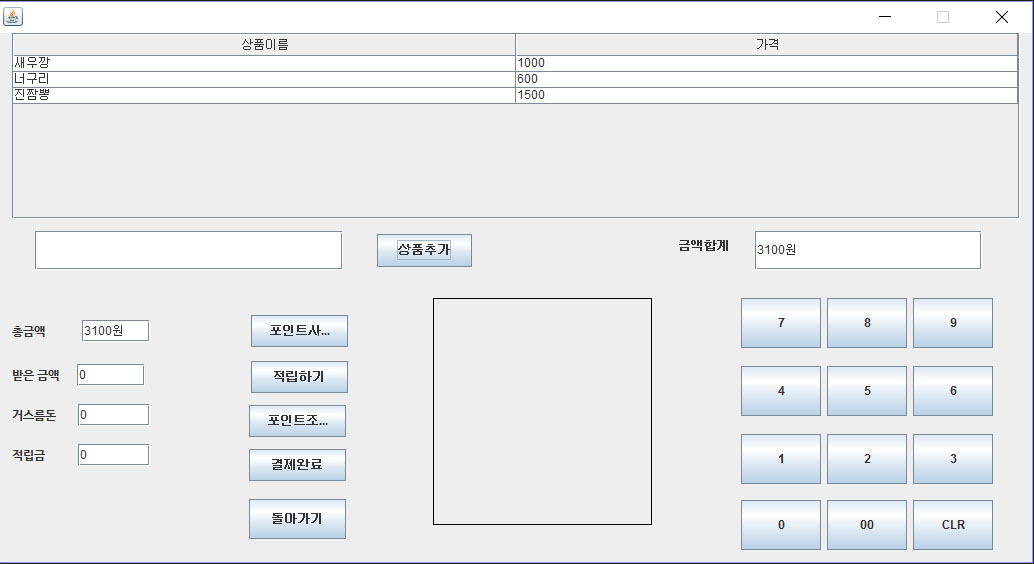 상품이름 가격
새우깡 1000
너구리 600
진짬뽕 1500
상품추가 금액합계 3100원
총금액 3100원 포인트사...
받은 금액 0 적립하기
거스름돈 0 포인트조...
적립금 0 결제완료
돌아가기
7 8 9
4 5 6
1 2 3
0 00 CLR